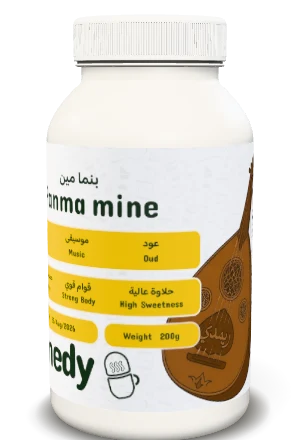 بنما مين
anma mine
موسيقى
عود
Music
Oud
قوام قوي
حلاوة عالية
Strong Body
High Sweetness
Weight 200g
medy